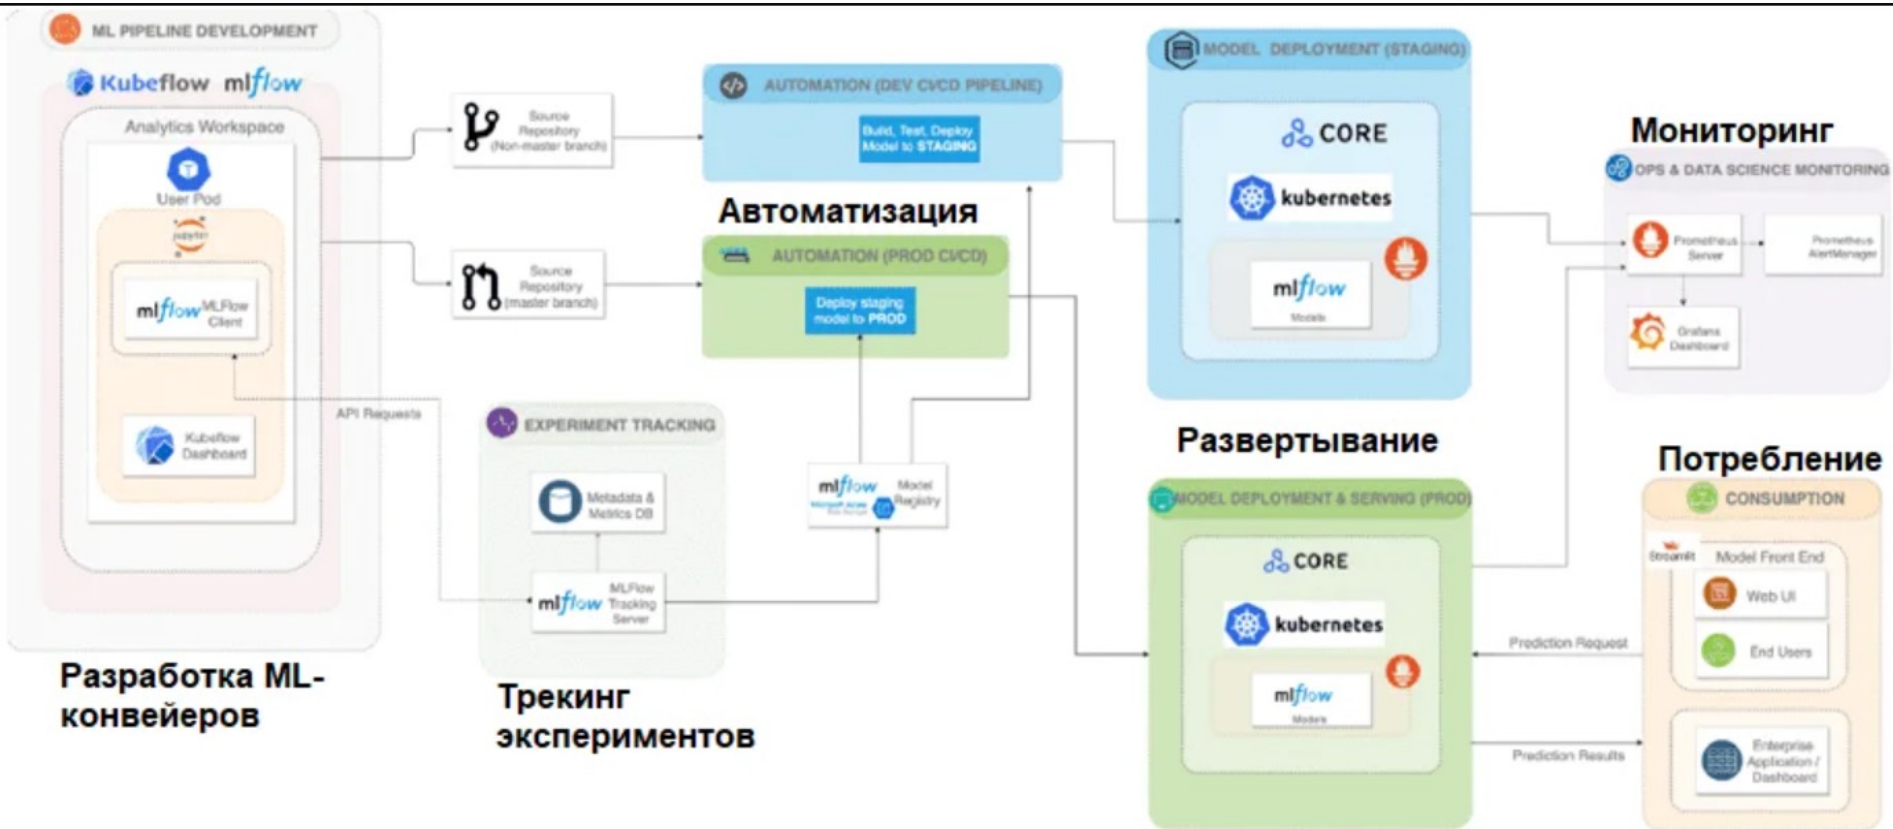 ML PIPELINE DEVELOPMENT
Kubeflow mlflow
Analytics Workspace
User Pod
jupyter
mlflow MLFlow
Client
Kubeflow
Dashboard
Разработка ML-
конвейеров
API Requests
Source
Repository
(Non-master branch)
Source
Repository
(master branch)
EXPERIMENT TRACKING
Metadata &
Metrics DB
mlflow
MLFlow
Tracking
Server
Трекинг
экспериментов
AUTOMATION (DEV CI/CD PIPELINE)
Build, Test, Deploy
Model to STAGING
Автоматизация
AUTOMATION (PROD CI/CD)
Deploy staging
model to PROD
mlflow
Model
Registry
Microsoft Azure
MODEL DEPLOYMENT (STAGING)
CORE
kubernetes
mlflow
Models
Развертывание
MODEL DEPLOYMENT & SERVING (PROD)
CORE
kubernetes
mlflow
Models
Мониторинг
OPS & DATA SCIENCE MONITORING
Prometheus
Server
Prometheus
AlertManager
Grafana
Dashboard
Потребление
CONSUMPTION
Streamlit
Model Front End
Web UI
End Users
Prediction Request
Prediction Results
Enterprise
Application /
Dashboard